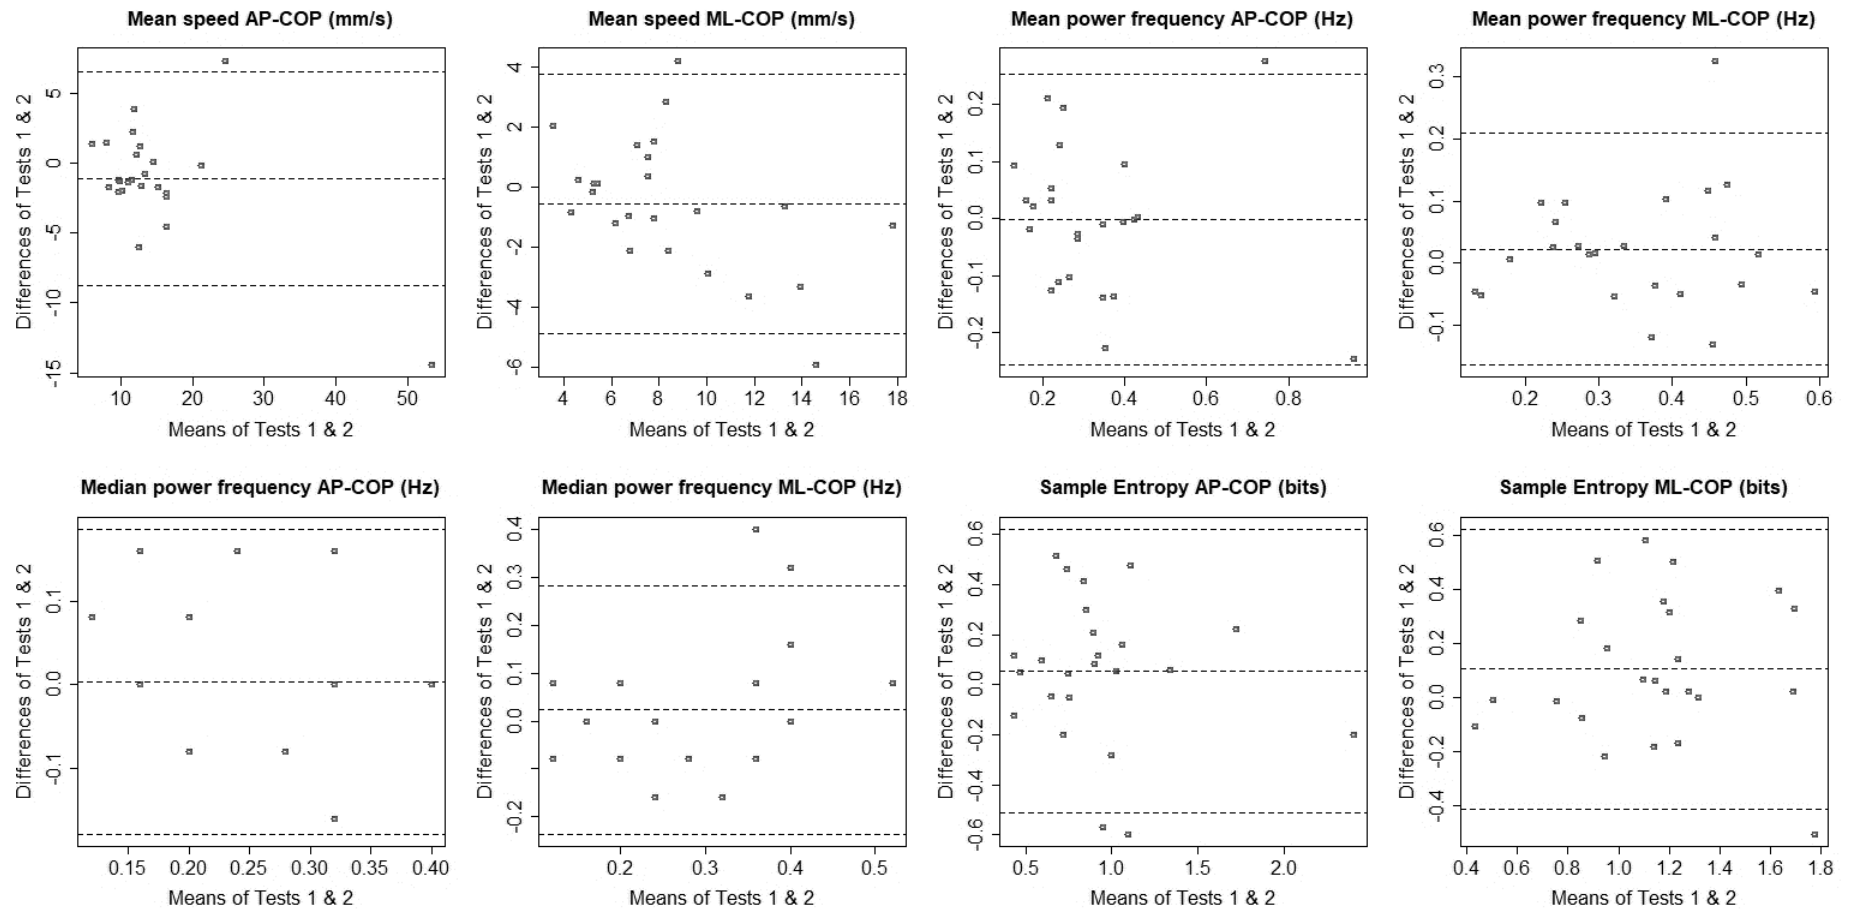 Mean speed AP-COP (mm/s)
Differences of Tests 1 & 2
5
0
-5
-10
-15
10 20 30 40 50
Means of Tests 1 & 2
Mean speed ML-COP (mm/s)
Differences of Tests 1 & 2
4
2
0
-2
-4
-6
4 6 8 10 12 14 16 18
Means of Tests 1 & 2
Mean power frequency AP-COP (Hz)
Differences of Tests 1 & 2
0.2
0.1
0.0
-0.1
-0.2
0.2 0.4 0.6 0.8
Means of Tests 1 & 2
Mean power frequency ML-COP (Hz)
Differences of Tests 1 & 2
0.3
0.2
0.1
0.0
-0.1
0.2 0.3 0.4 0.5 0.6
Means of Tests 1 & 2
Median power frequency AP-COP (Hz)
Differences of Tests 1 & 2
0.1
0.0
-0.1
0.15 0.20 0.25 0.30 0.35 0.40
Means of Tests 1 & 2
Median power frequency ML-COP (Hz)
Differences of Tests 1 & 2
0.4
0.3
0.2
0.1
0.0
-0.2
0.2 0.3 0.4 0.5
Means of Tests 1 & 2
Sample Entropy AP-COP (bits)
Differences of Tests 1 & 2
0.6
0.4
0.2
0.0
-0.2
-0.4
-0.6
0.5 1.0 1.5 2.0
Means of Tests 1 & 2
Sample Entropy ML-COP (bits)
Differences of Tests 1 & 2
0.6
0.4
0.2
0.0
-0.2
-0.4
0.4 0.6 0.8 1.0 1.2 1.4 1.6 1.8
Means of Tests 1 & 2